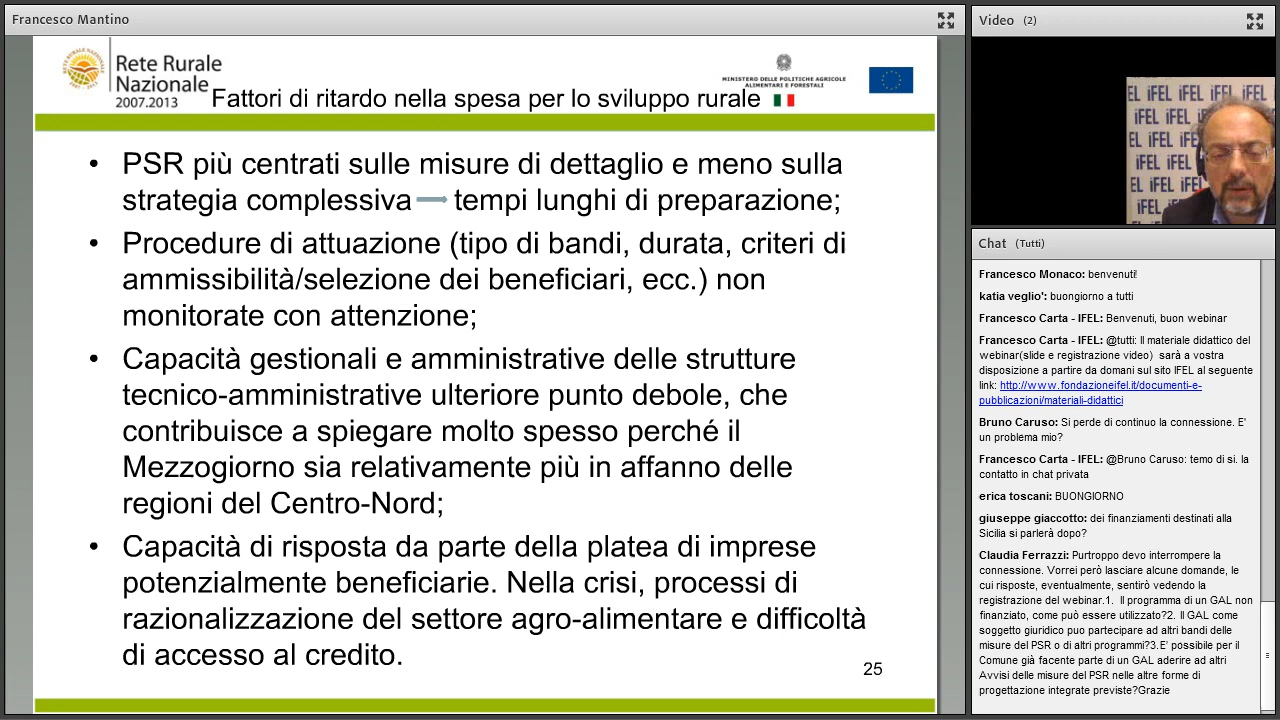 Francesco Mantino
Rete Rurale
Nazionale
2007.2013
MINISTERO DELLE POLITICHE AGRICOLE
ALIMENTARI E FORESTALI
Fattori di ritardo nella spesa per lo sviluppo rurale
• PSR più centrati sulle misure di dettaglio e meno sulla
strategia complessiva → tempi lunghi di preparazione;
• Procedure di attuazione (tipo di bandi, durata, criteri di
ammissibilità/selezione dei beneficiari, ecc.) non
monitorate con attenzione;
• Capacità gestionali e amministrative delle strutture
tecnico-amministrative ulteriore punto debole, che
contribuisce a spiegare molto spesso perché il
Mezzogiorno sia relativamente più in affanno delle
regioni del Centro-Nord;
• Capacità di risposta da parte della platea di imprese
potenzialmente beneficiarie. Nella crisi, processi di
razionalizzazione del settore agro-alimentare e difficoltà
di accesso al credito.
25
Video (2)
EL iFEL iFEL iFEL
iFEL iFEL
EL iFEL
iFEL iFEL
EL iFEL
iFEL
EL iFEL
Chat (Tutti)
Francesco Monaco: benvenuti!
katia veglio': buongiorno a tutti
Francesco Carta - IFEL: Benvenuti, buon webinar
Francesco Carta - IFEL: @tutti: Il materiale didattico del
webinar(slide e registrazione video) sarà a vostra
disposizione a partire da domani sul sito IFEL al seguente
link: http://www.fondazioneifel.it/documenti-e-
pubblicazioni/materiali-didattici
Bruno Caruso: Si perde di continuo la connessione. E'
un problema mio?
Francesco Carta - IFEL: @Bruno Caruso: temo di si. la
contatto in chat privata
erica toscani: BUONGIORNO
giuseppe giaccotto: dei finanziamenti destinati alla
Sicilia si parlerà dopo?
Claudia Ferrazzi: Purtroppo devo interrompere la
connessione. Vorrei però lasciare alcune domande, le
cui risposte, eventualmente, sentirò vedendo la
registrazione del webinar.1. Il programma di un GAL non
finanziato, come può essere utilizzato?2. Il GAL come
soggetto giuridico puo partecipare ad altri bandi delle
misure del PSR o di altri programmi?3.E' possibile per il
Comune già facente parte di un GAL aderire ad altri
Avvisi delle misure del PSR nelle altre forme di
progettazione integrate previste?Grazie